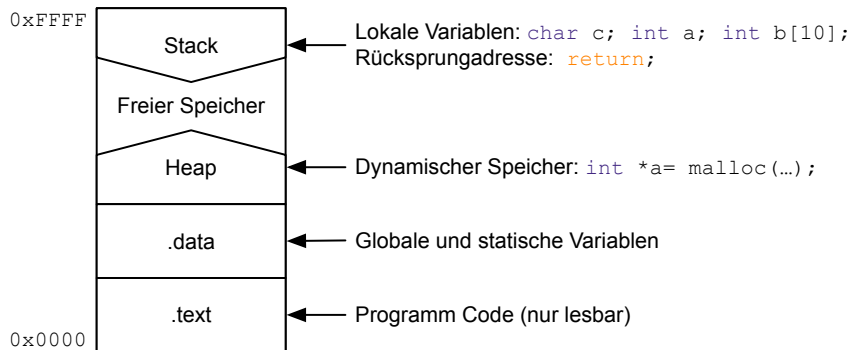 0xFFFF
Stack
Lokale Variablen: char c; int a; int b[10];
Rücksprungadresse: return;
Freier Speicher
Heap
Dynamischer Speicher: int *a= malloc(…);
.data
Globale und statische Variablen
.text
Programm Code (nur lesbar)
0x0000